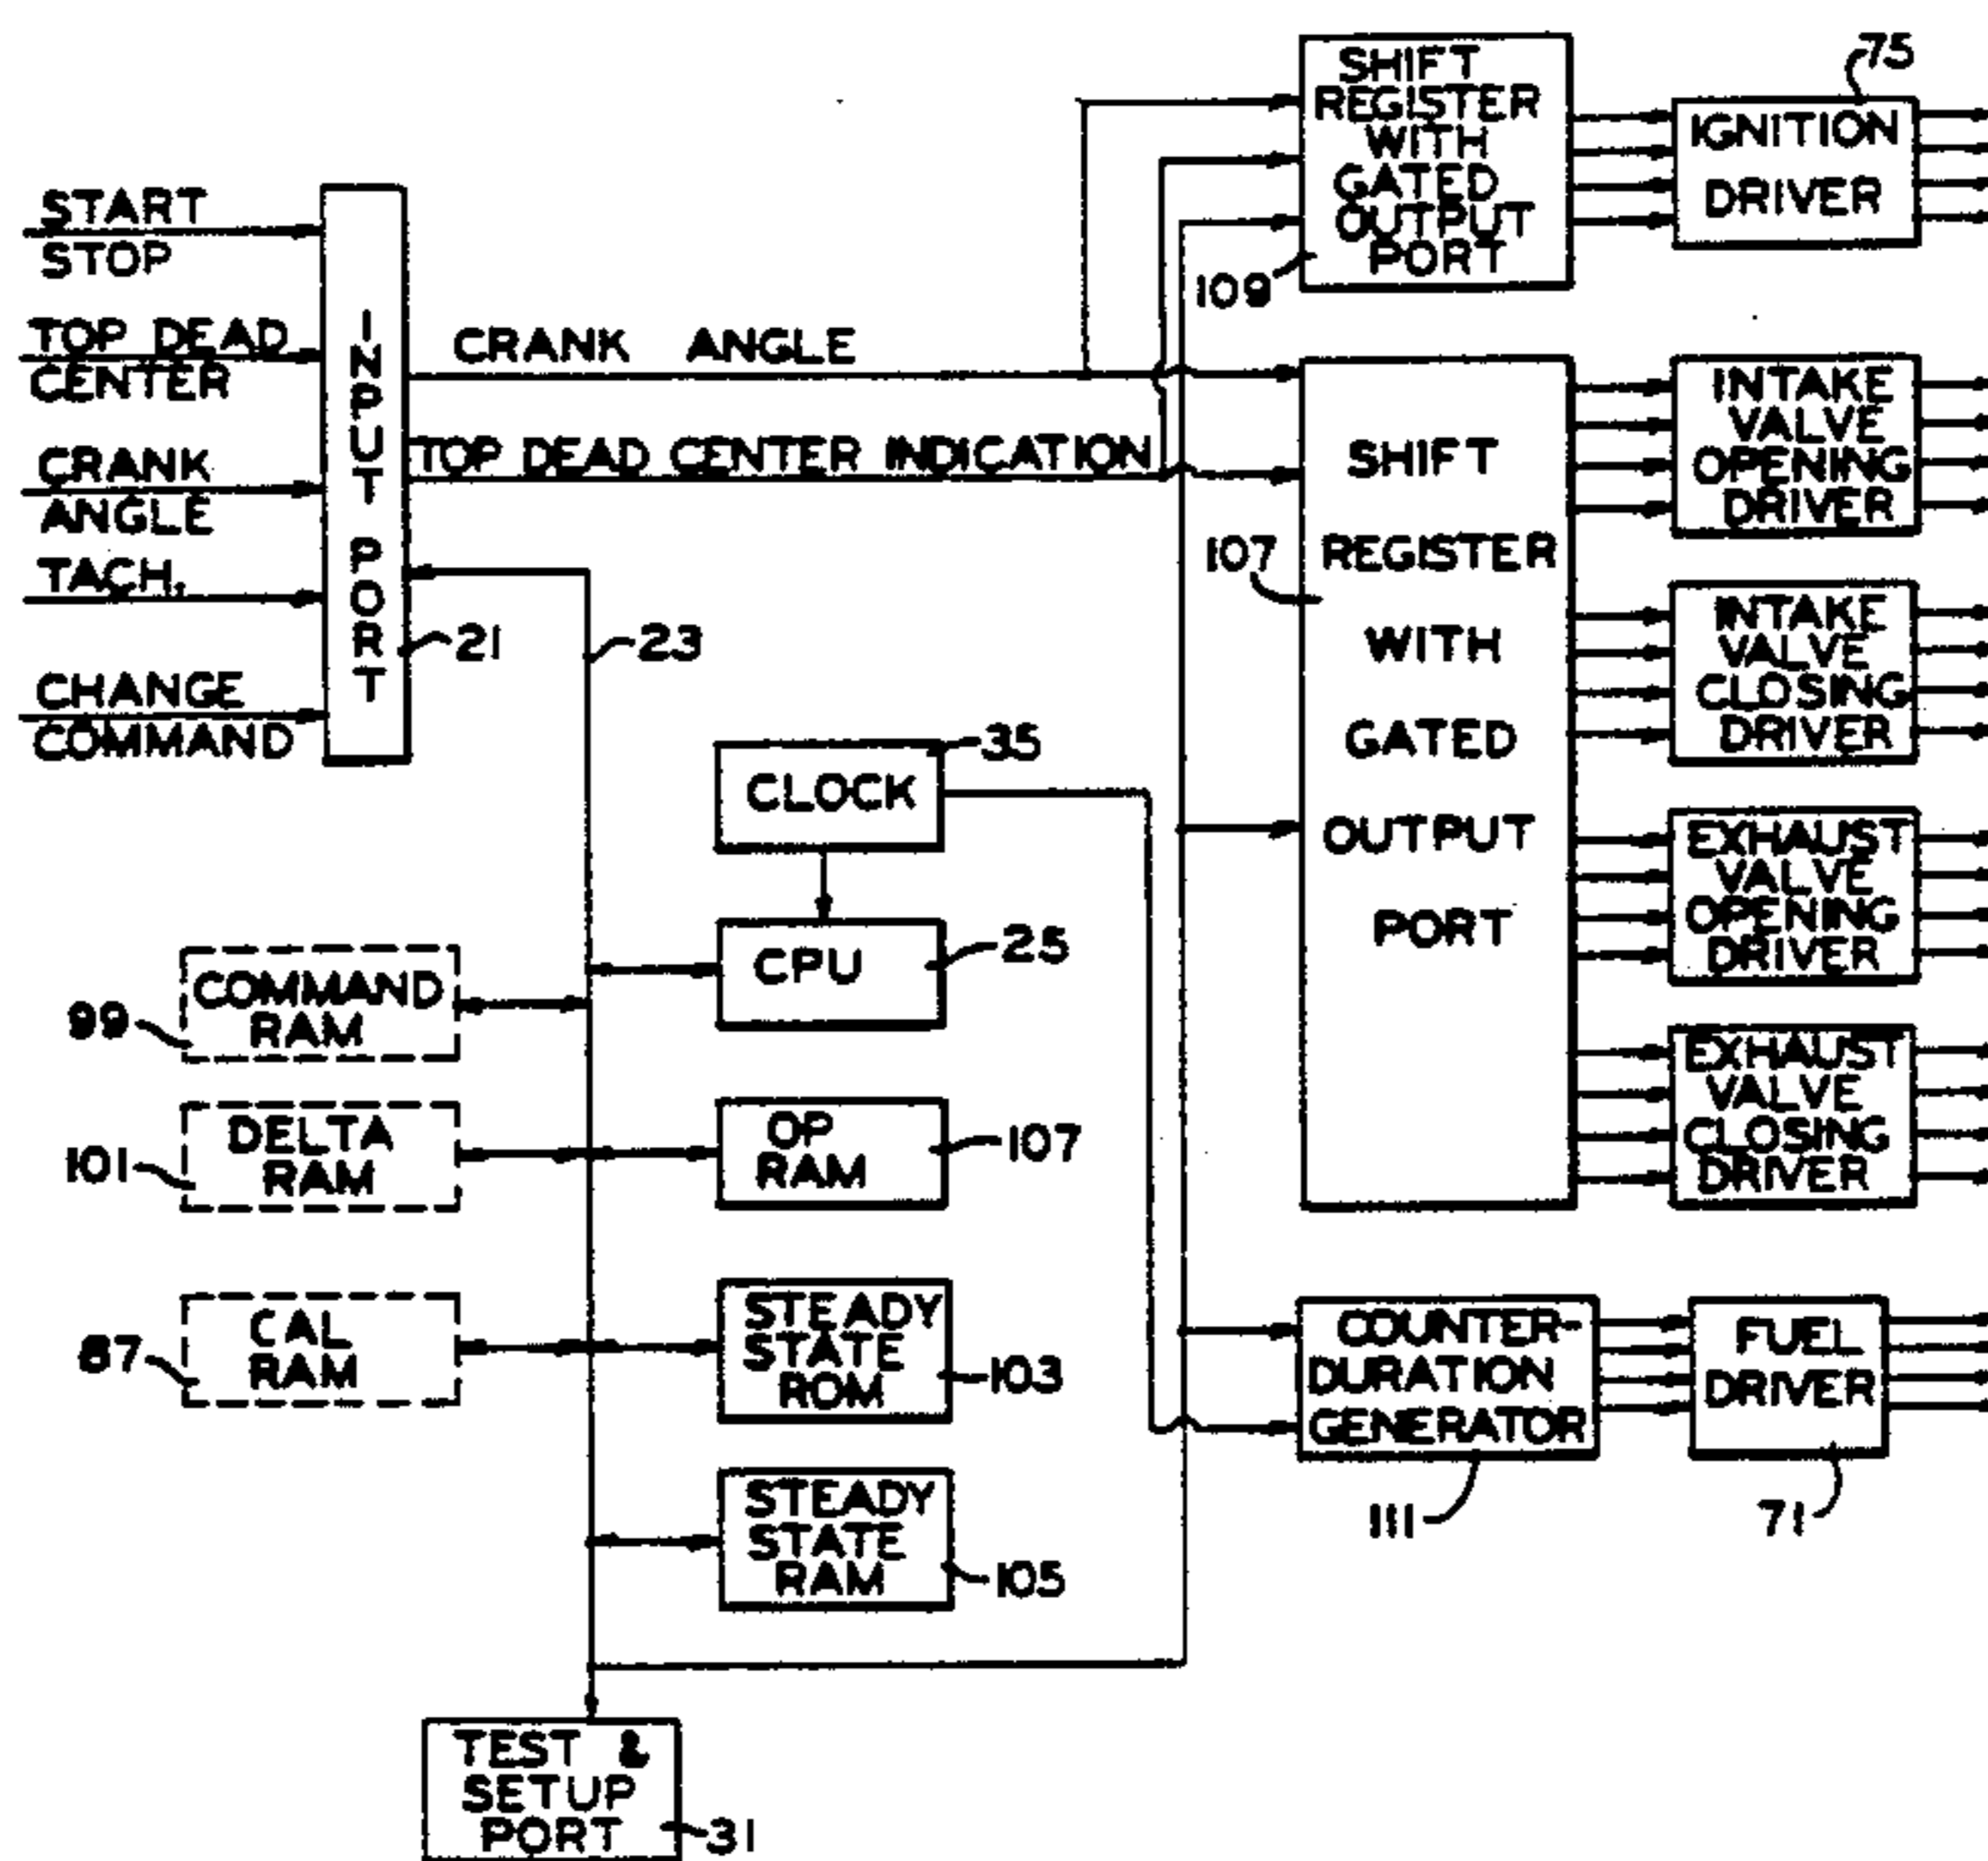 START
STOP
TOP DEAD
CENTER
CRANK
ANGLE
TACH.
CHANGE
COMMAND
INPUT PORT
21
23
CRANK ANGLE
TOP DEAD CENTER INDICATION
SHIFT
REGISTER
WITH
GATED
OUTPUT
PORT
109
IGNITION
DRIVER
75
SHIFT
REGISTER
WITH
GATED
OUTPUT
PORT
107
INTAKE
VALVE
OPENING
DRIVER
INTAKE
VALVE
CLOSING
DRIVER
EXHAUST
VALVE
OPENING
DRIVER
EXHAUST
VALVE
CLOSING
DRIVER
CLOCK
35
CPU
25
COMMAND
RAM
99
DELTA
RAM
101
OP
RAM
107
CAL
RAM
87
STEADY
STATE
ROM
103
STEADY
STATE
RAM
105
COUNTER-
DURATION
GENERATOR
111
FUEL
DRIVER
71
TEST &
SETUP
PORT
31